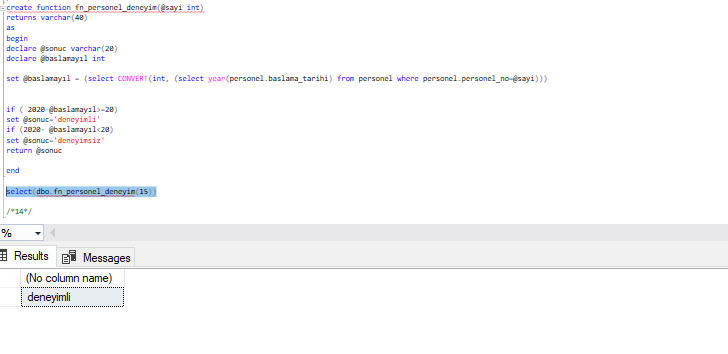 create function fn_personel_deneyim(@sayi int)
returns varchar(40)
as
begin
declare @sonuc varchar(20)
declare @baslamayıl int
set @baslamayıl = (select CONVERT(int, (select year(personel.baslama_tarihi) from personel where personel.personel_no=@sayi)))
if ( 2020-@baslamayıl>=20)
set @sonuc='deneyimli'
if (2020- @baslamayıl<20)
set @sonuc='deneyimsiz'
return @sonuc
end
select(dbo.fn_personel_deneyim(15))
/*14*/
%
Results
Messages
(No column name)
deneyimli